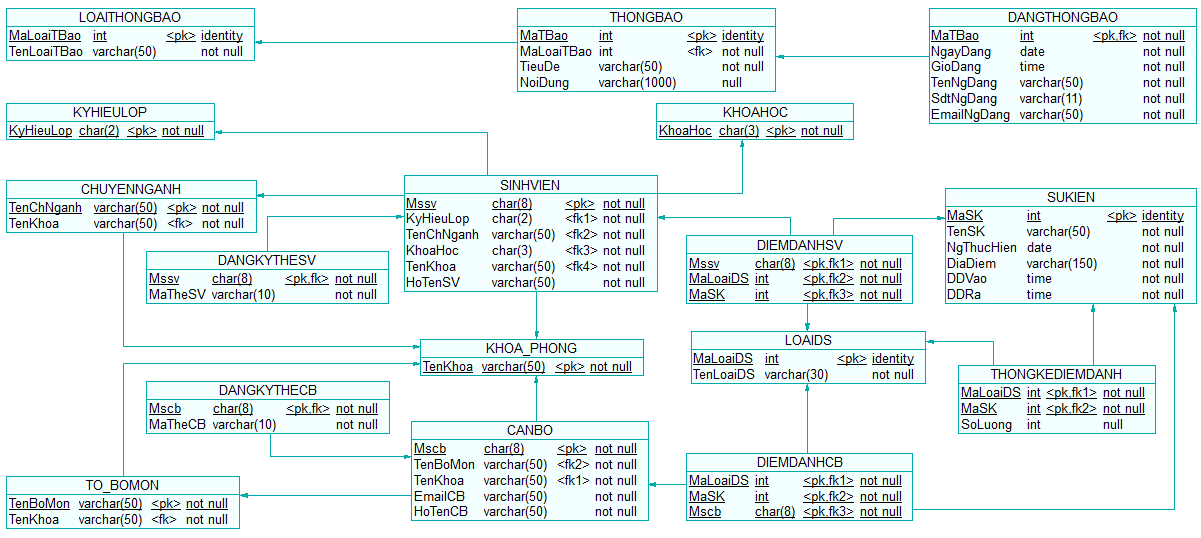 LOAITHONGBAO
MaLoaiTBao int <pk> identity
TenLoaiTBao varchar(50) not null
THONGBAO
MaTBao int <pk> identity
MaLoaiTBao int <fk> not null
TieuDe varchar(50) not null
NoiDung varchar(1000) null
DANGTHONGBAO
MaTBao int <pk,fk> not null
NgayDang date not null
GioDang time not null
TenNgDang varchar(50) not null
SdtNgDang varchar(11) not null
EmailNgDang varchar(50) not null
KYHIEULOP
KyHieuLop char(2) <pk> not null
KHOAHOC
KhoaHoc char(3) <pk> not null
CHUYENNGANH
TenChNganh varchar(50) <pk> not null
TenKhoa varchar(50) <fk> not null
SINHVIEN
Mssv char(8) <pk> not null
KyHieuLop char(2) <fk1> not null
TenChNganh varchar(50) <fk2> not null
KhoaHoc char(3) <fk3> not null
TenKhoa varchar(50) <fk4> not null
HoTenSV varchar(50) not null
SUKIEN
MaSK int <pk> identity
TenSK varchar(50) not null
NgThucHien date not null
DiaDiem varchar(150) not null
DDVao time not null
DDRa time not null
DANGKYTHESV
Mssv char(8) <pk,fk> not null
MaTheSV varchar(10) not null
DIEMDANHSV
Mssv char(8) <pk,fk1> not null
MaLoaiDS int <pk,fk2> not null
MaSK int <pk,fk3> not null
KHOA_PHONG
TenKhoa varchar(50) <pk> not null
LOAIDS
MaLoaiDS int <pk> identity
TenLoaiDS varchar(30) not null
THONGKEDIEMDANH
MaLoaiDS int <pk,fk1> not null
MaSK int <pk,fk2> not null
SoLuong int null
DANGKYTHECB
Mscb char(8) <pk,fk> not null
MaTheCB varchar(10) not null
CANBO
Mscb char(8) <pk> not null
TenBoMon varchar(50) <fk2> not null
TenKhoa varchar(50) <fk1> not null
EmailCB varchar(50) not null
HoTenCB varchar(50) not null
DIEMDANHCB
MaLoaiDS int <pk,fk1> not null
MaSK int <pk,fk2> not null
Mscb char(8) <pk,fk3> not null
TO_BOMON
TenBoMon varchar(50) <pk> not null
TenKhoa varchar(50) <fk> not null